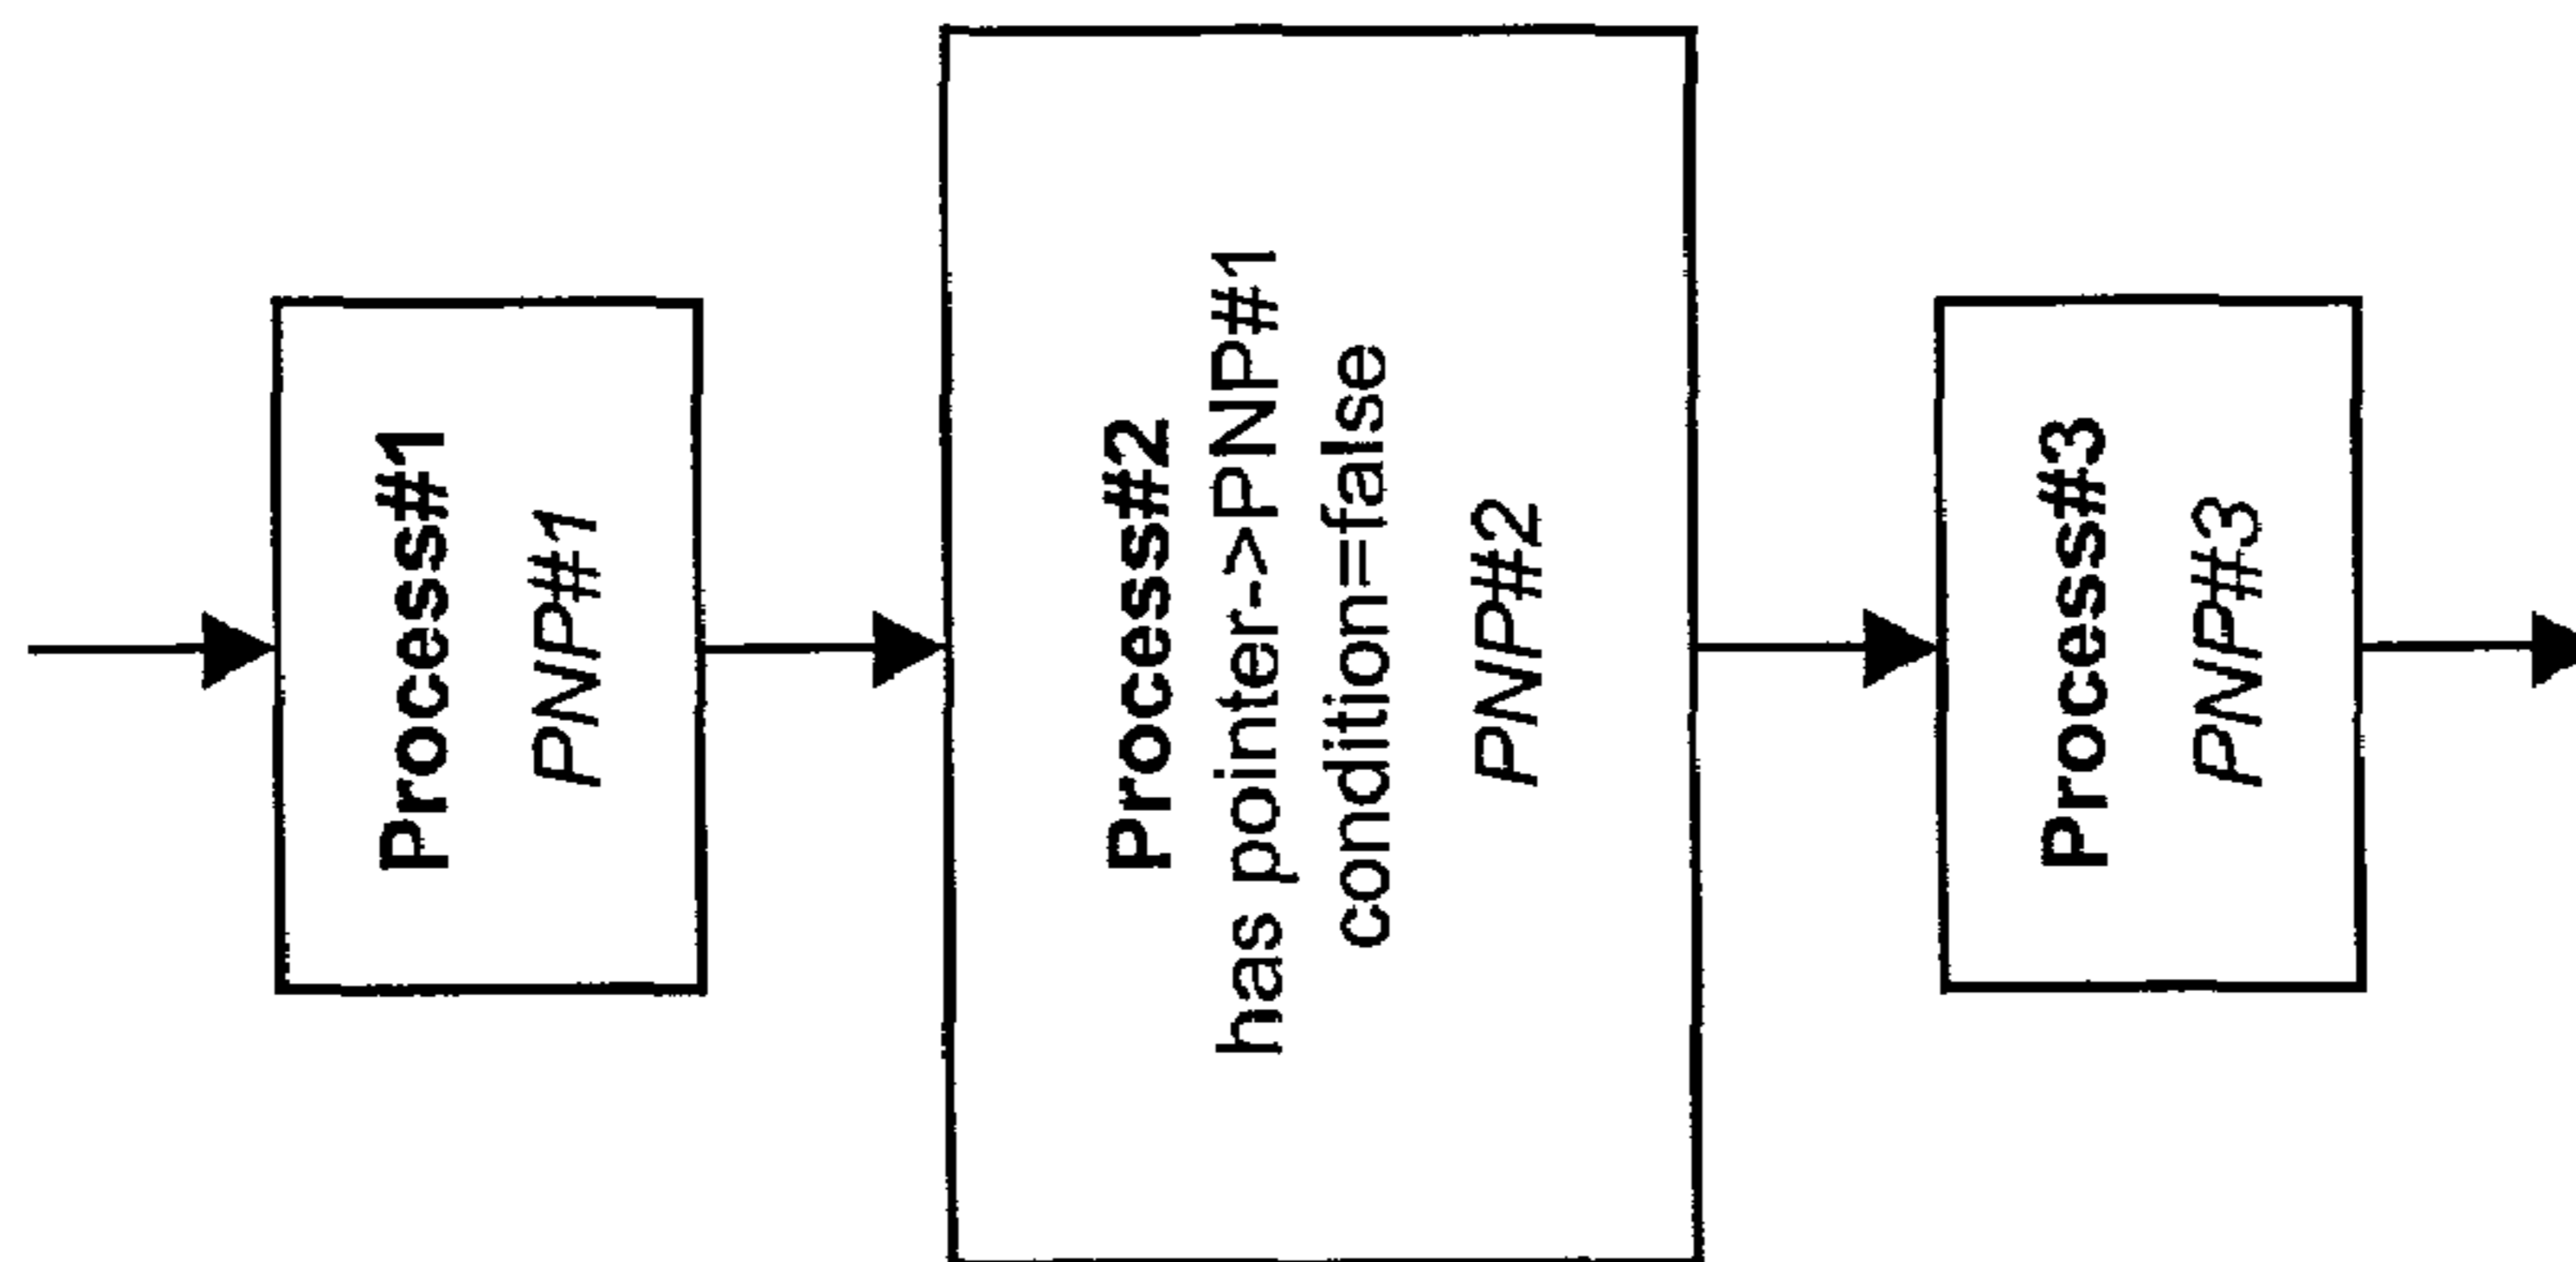 Process#1
PNP#1
Process#2
has pointer->PNP#1
condition=false
PNP#2
Process#3
PNP#3